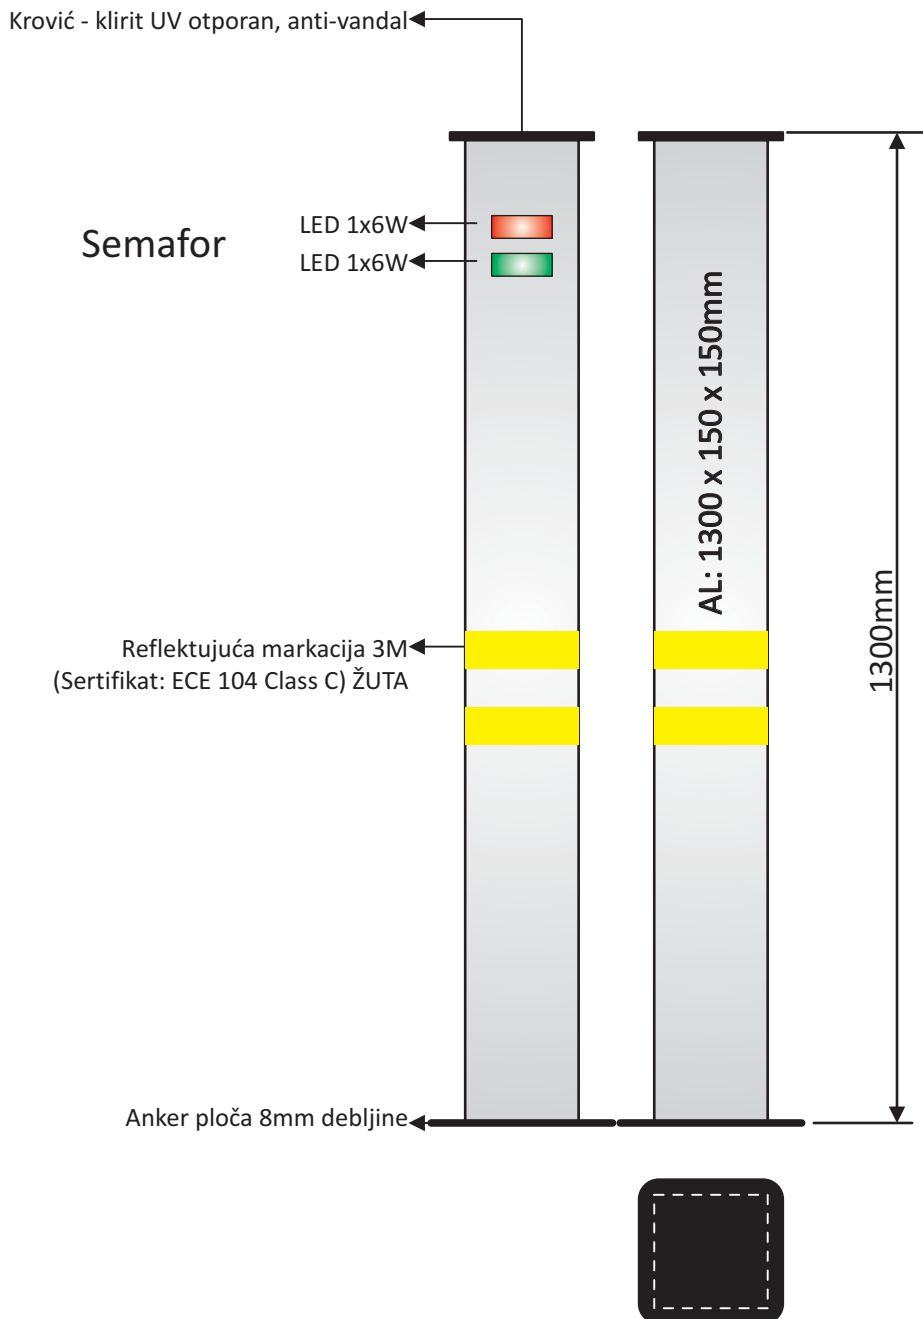 Krović - klirit UV otporan, anti-vandal
Semafor
LED 1x6W
LED 1x6W
AL: 1300 x 150 x 150mm
1300mm
Reflektujuća markacija 3M
(Sertifikat: ECE 104 Class C) ŽUTA
Anker ploča 8mm debljine